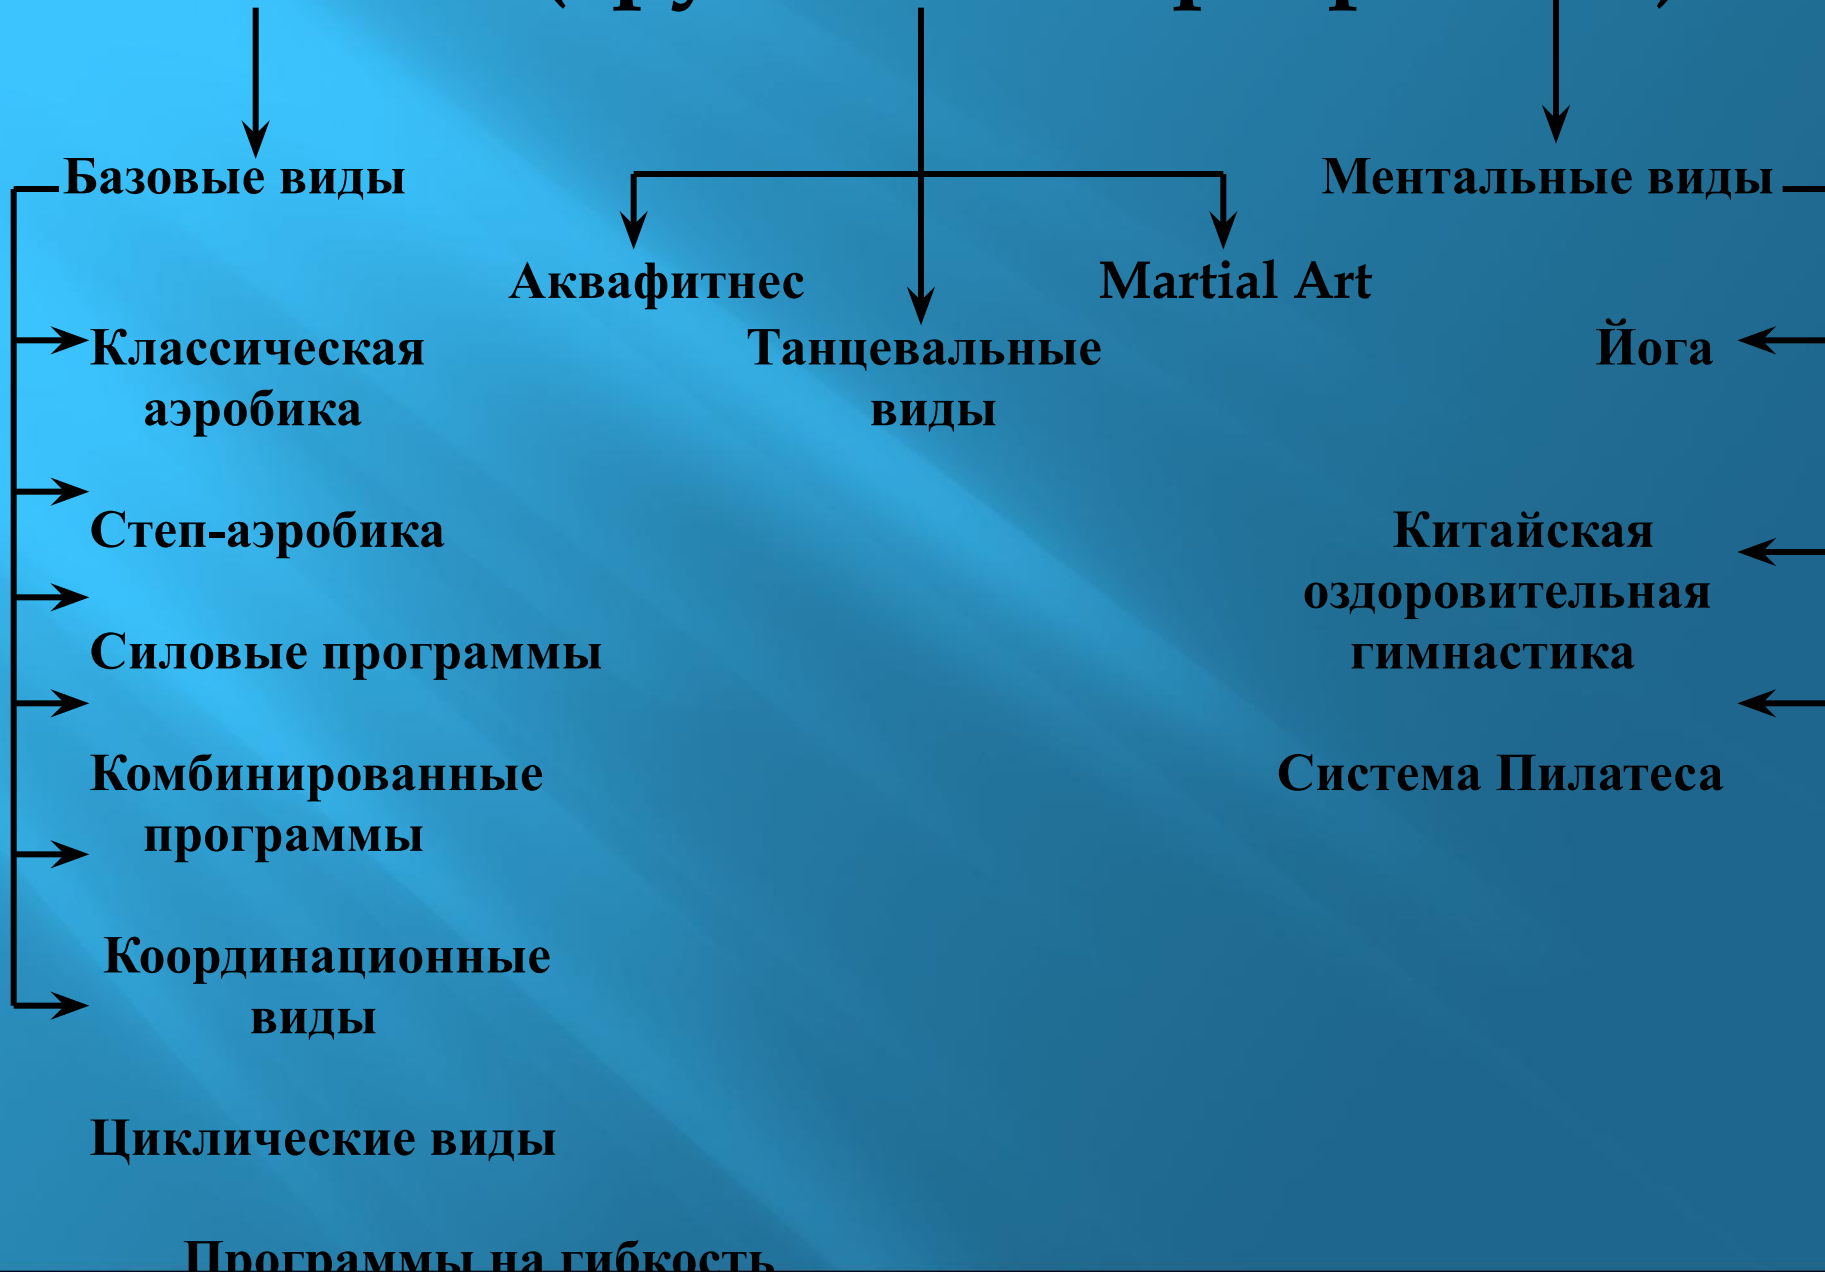 Базовые виды
Ментальные виды
Аквафитнес
Martial Art
Классическая
аэробика
Танцевальные
виды
Йога
Степ-аэробика
Китайская
оздоровительная
гимнастика
Силовые программы
Комбинированные
программы
Система Пилатеса
Координационные
виды
Циклические виды
Программы на гибкость